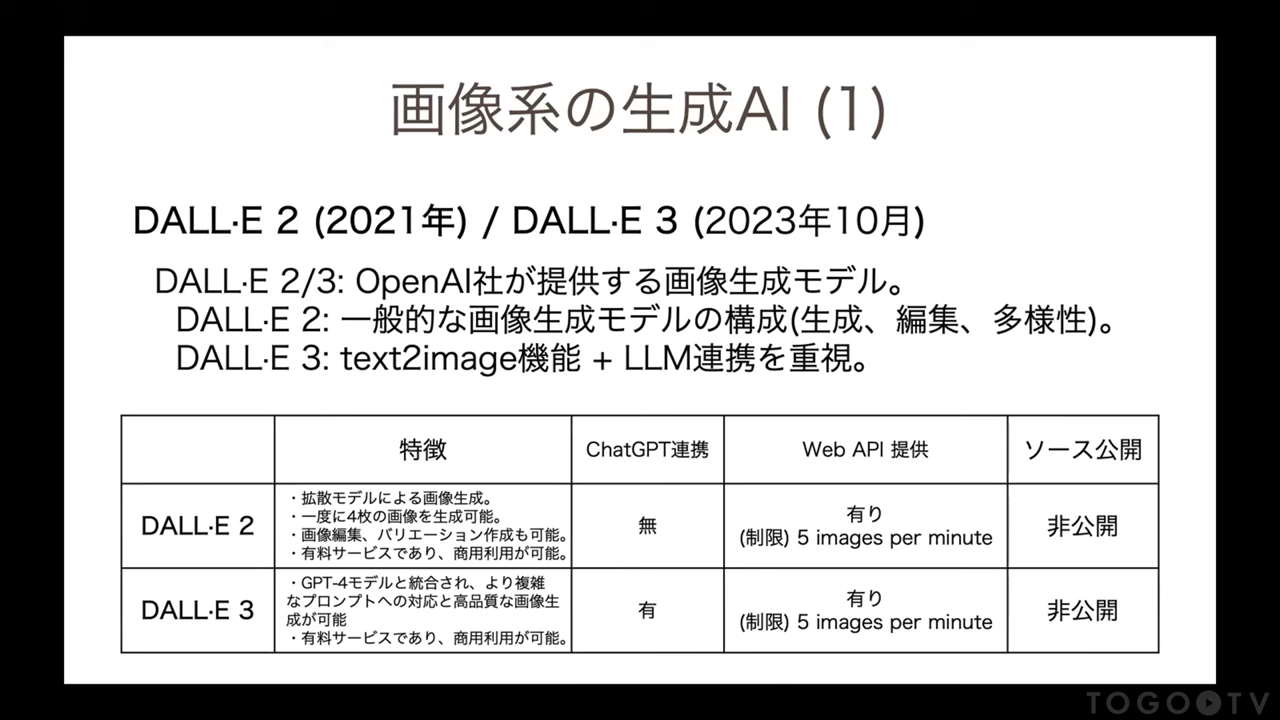 画像系の生成AI (1)
DALL·E 2 (2021年) / DALL·E 3 (2023年10月)
DALL·E 2/3: OpenAI社が提供する画像生成モデル。
DALL·E 2: 一般的な画像生成モデルの構成(生成、編集、多様性)。
DALL·E 3: text2image機能 + LLM連携を重視。
特徴
ChatGPT連携
Web API 提供
ソース公開
DALL·E 2
・拡散モデルによる画像生成。
・一度に4枚の画像を生成可能。
・画像編集、バリエーション作成も可能。
・有料サービスであり、商用利用が可能。
無
有り
(制限) 5 images per minute
非公開
DALL·E 3
・GPT-4モデルと統合され、より複雑
なプロンプトへの対応と高品質な画像生
成が可能
・有料サービスであり、商用利用が可能。
有
有り
(制限) 5 images per minute
非公開
TOGO TV